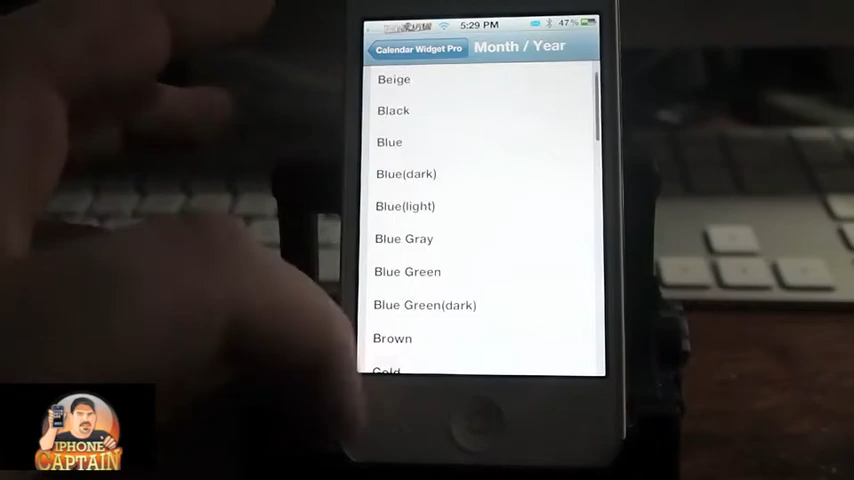 5:29 PM
47%
Calendar Widget Pro
Month / Year
Beige
Black
Blue
Blue(dark)
Blue(light)
Blue Gray
Blue Green
Blue Green(dark)
Brown
Gold
IPHONE
CAPTAIN